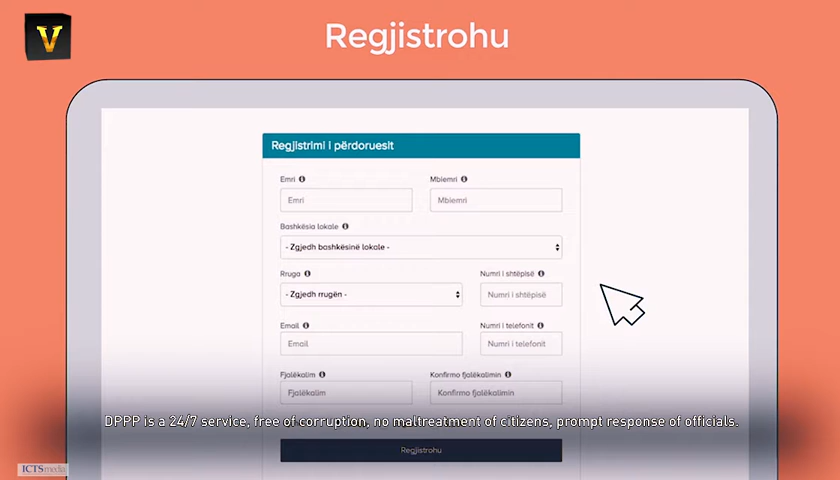 V
Regjistrohu
Regjistrimi i përdoruesit
Emri Mbiemri
Emri Mbiemri
Bashkësia lokale
- Zgjedh bashkësinë lokale -
Rruga Numri i shtëpisë
- Zgjedh rrugën - Numri i shtëpisë
Email Numri i telefonit
Email Numri i telefonit
Fjalëkalim Konfirmo fjalëkalimin
Fjalëkalim Konfirmo fjalëkalimin
DPPP is a 24/7 service, free of corruption, no maltreatment of citizens, prompt response of officials.
Regjistrohu
ICTSmedia